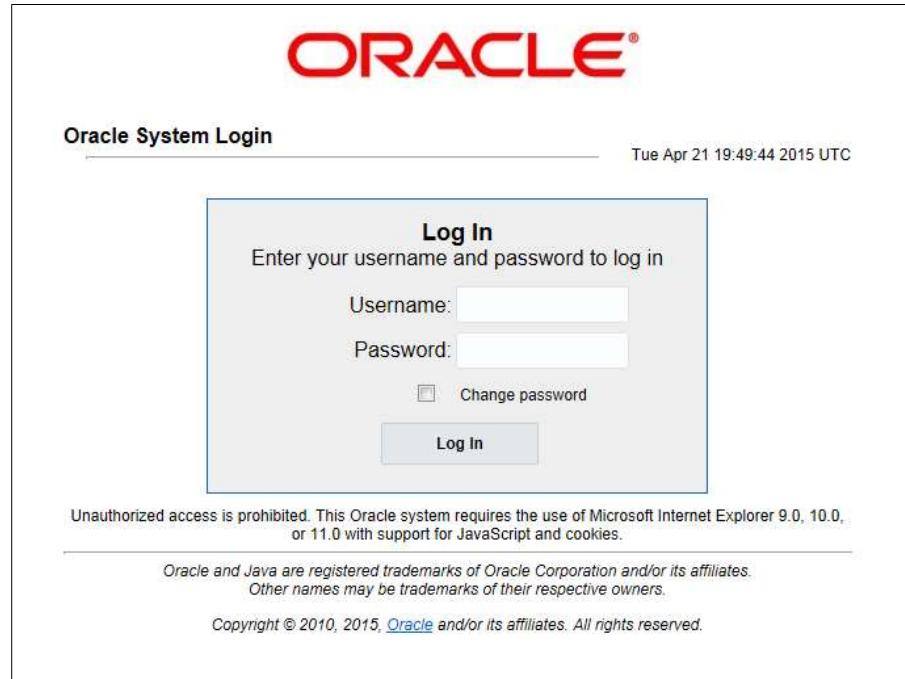 ORACLE®
Oracle System Login
Tue Apr 21 19:49:44 2015 UTC
Log In
Enter your username and password to log in
Username:
Password:
Change password
Log In
Unauthorized access is prohibited. This Oracle system requires the use of Microsoft Internet Explorer 9.0, 10.0,
or 11.0 with support for JavaScript and cookies.
Oracle and Java are registered trademarks of Oracle Corporation and/or its affiliates.
Other names may be trademarks of their respective owners.
Copyright © 2010, 2015, Oracle and/or its affiliates. All rights reserved.